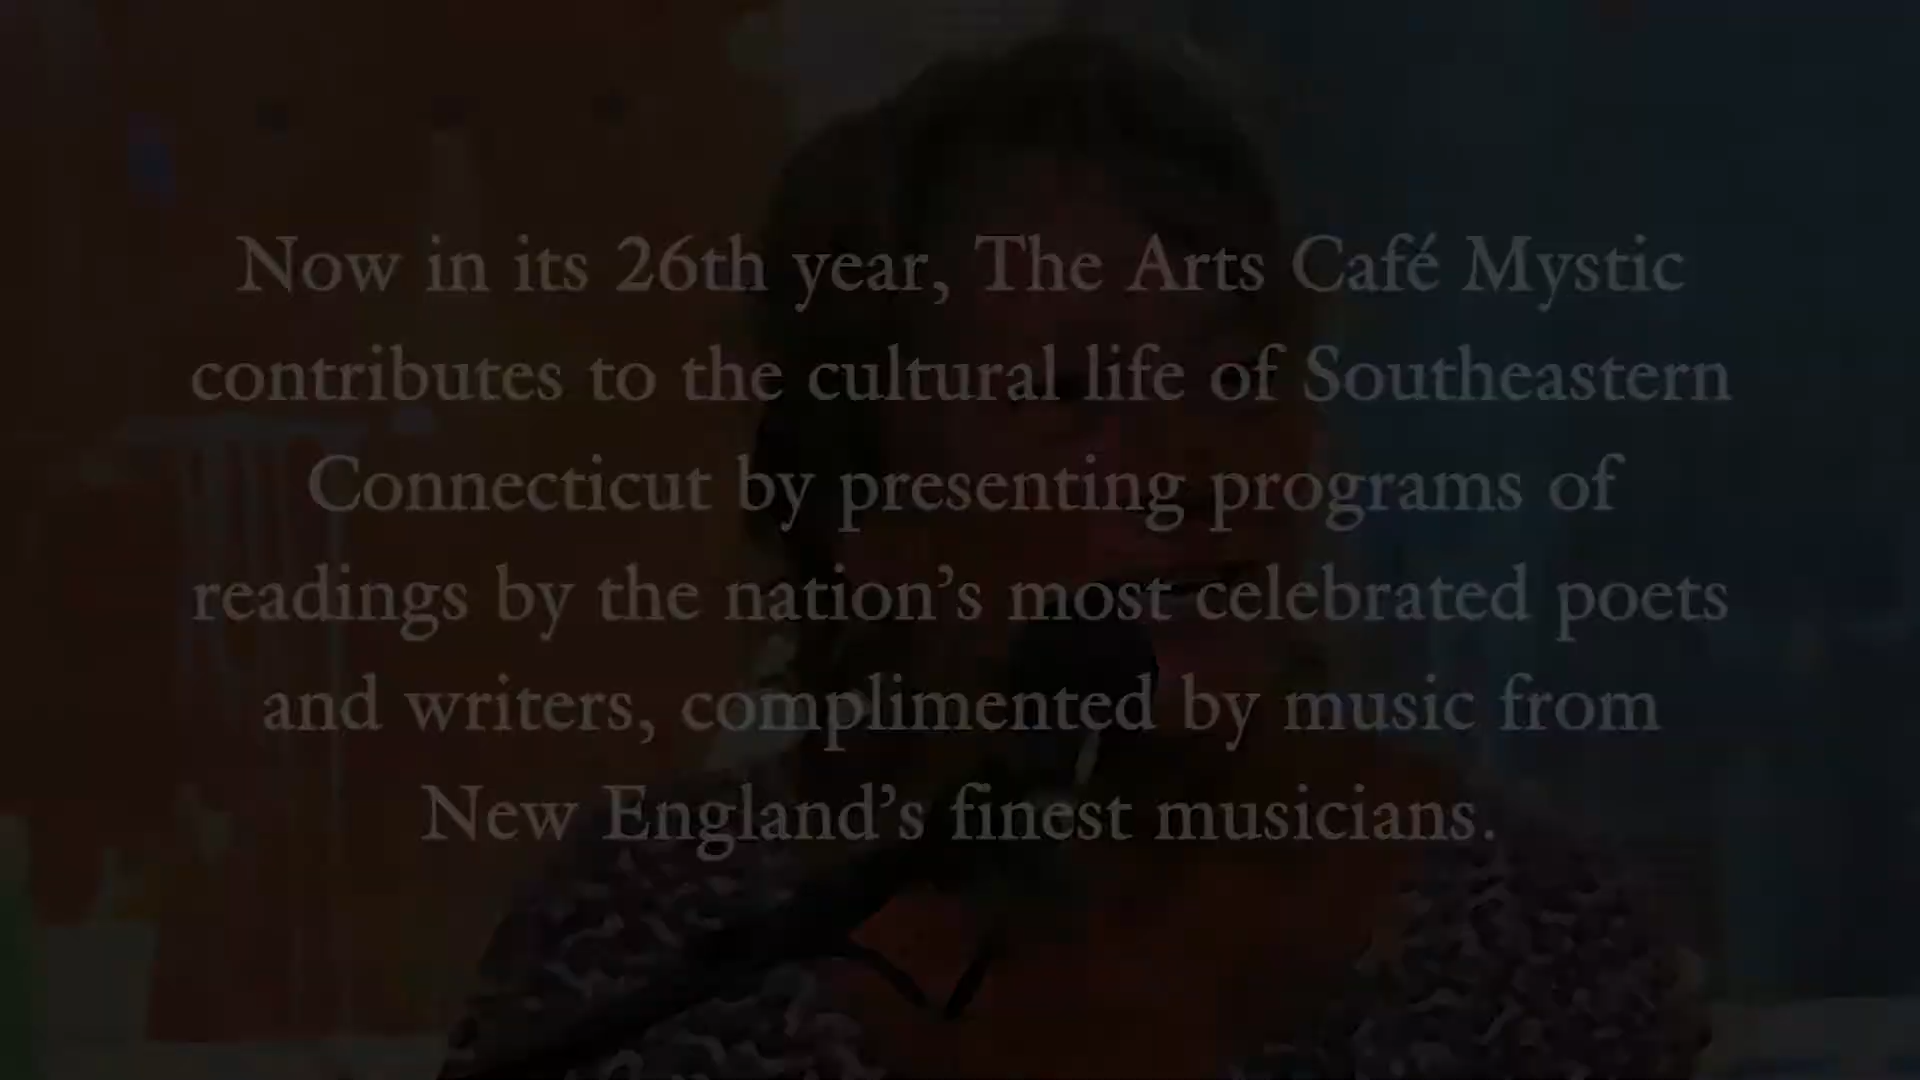 Now in its 26th year, The Arts Café Mystic
contributes to the cultural life of Southeastern
Connecticut by presenting programs of
readings by the nation’s most celebrated poets
and writers, complimented by music from
New England’s finest musicians.